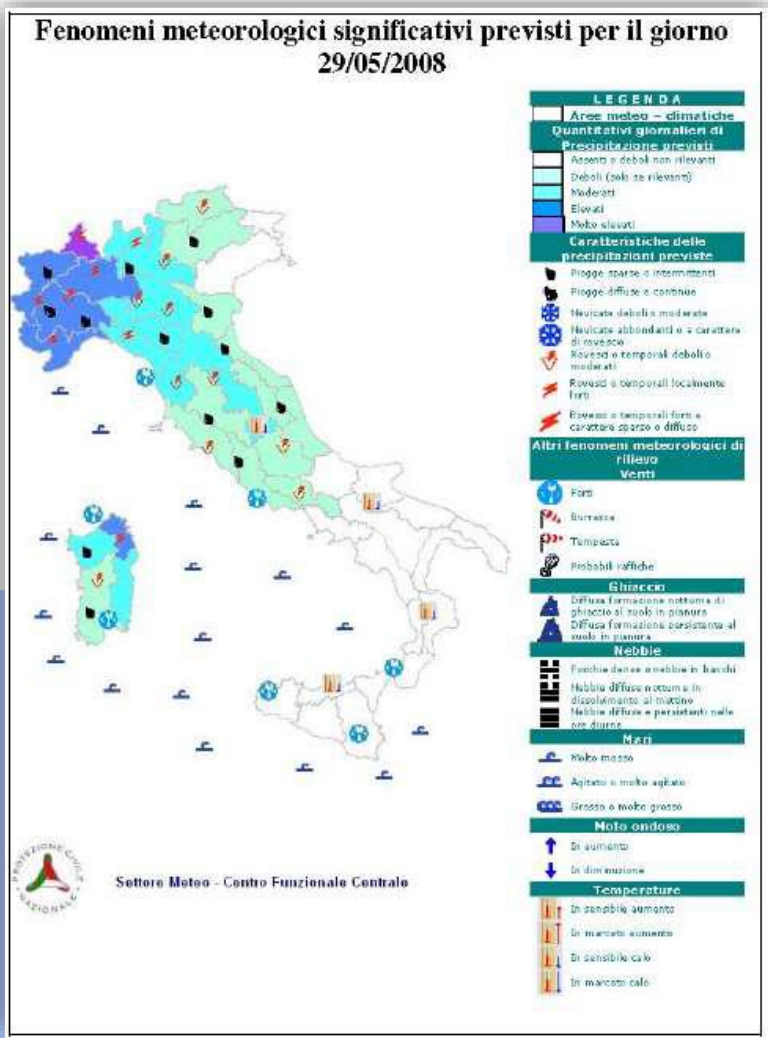 Fenomeni meteorologici significativi previsti per il giorno
29/05/2008
LEGENDA
Aree meteo – climatiche
Quantitativi giornalieri di
Precipitazione previsti
Assenti o deboli non rilevanti
Deboli (solo se rilevanti)
Moderati
Elevati
Molto elevati
Caratteristiche delle
precipitazioni previste
Piogge sparse o intermittenti
Piogge diffuse e continue
Nevicate deboli o moderate
Nevicate abbondanti o a carattere
di rovescio
Rovesci o temporali deboli o
moderati
Rovesci o temporali localmente
forti
Rovesci o temporali forti a
carattere sparso o diffuso
Altri fenomeni meteorologici di
rilievo
Venti
Forti
Burrasca
Tempesta
Probabili raffiche
Ghiaccio
Diffusa formazione notturna di
ghiaccio al suolo in pianura
Diffusa formazione persistente al
suolo in pianura
Nebbie
Foschie dense o nebbie in banchi
Nebbie diffuse notturne in
dissolvimento al mattino
Nebbie diffuse e persistenti nelle
ore diurne
Mari
Molto mosso
Agitato o molto agitato
Grosso o molto grosso
Moto ondoso
In aumento
In diminuzione
Temperature
In sensibile aumento
In marcato aumento
In sensibile calo
In marcato calo
PROTEZIONE CIVILE
NAZIONALE
Settore Meteo - Centro Funzionale Centrale